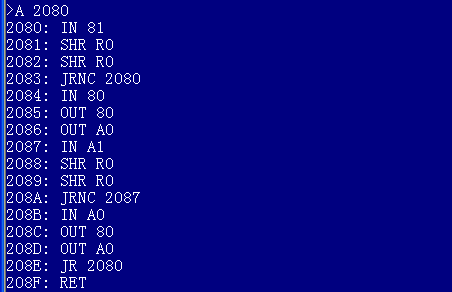 >A 2080
2080: IN 81
2081: SHR R0
2082: SHR R0
2083: JRNC 2080
2084: IN 80
2085: OUT 80
2086: OUT A0
2087: IN A1
2088: SHR R0
2089: SHR R0
208A: JRNC 2087
208B: IN A0
208C: OUT 80
208D: OUT A0
208E: JR 2080
208F: RET